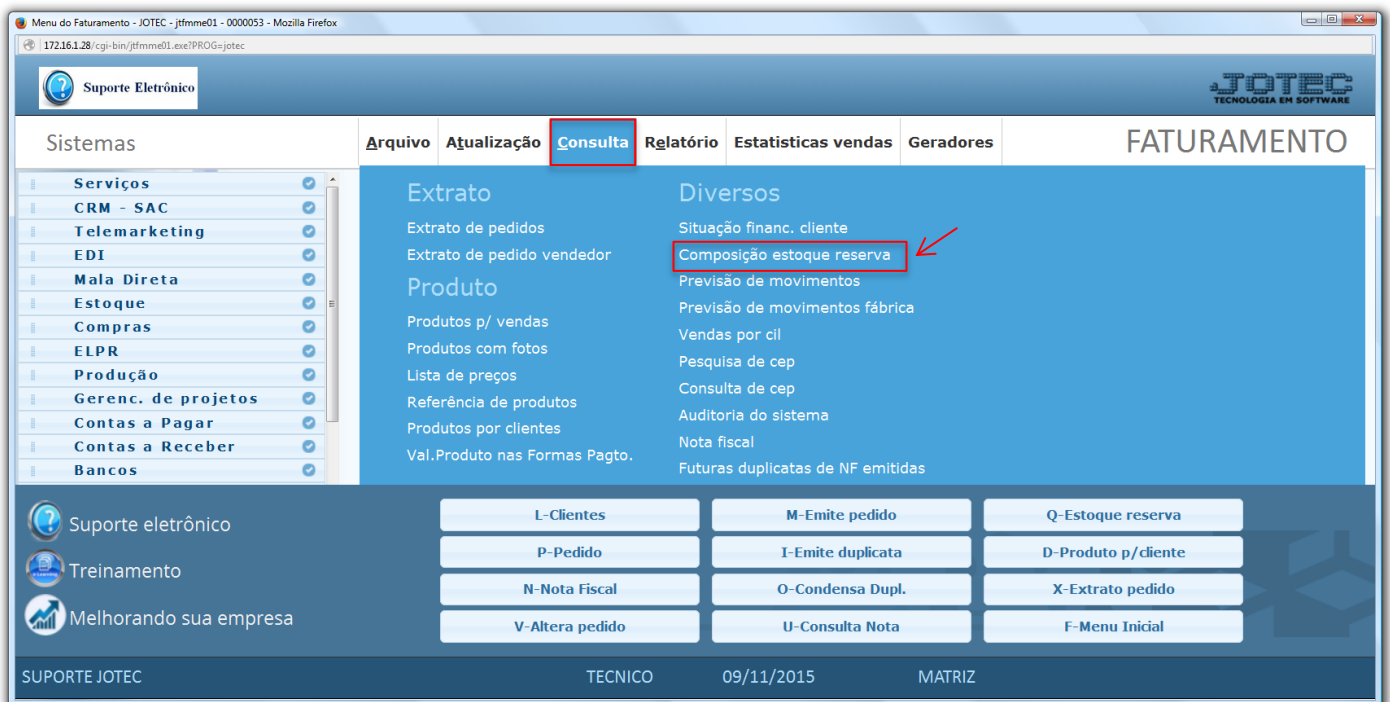 Menu do Faturamento - JOTEC - jtfmme01 - 0000053 - Mozilla Firefox
172.16.1.28/cgi-bin/jtfmme01.exe?PROG=jotec
Suporte Eletrônico
JOTEC
TECNOLOGIA EM SOFTWARE
Sistemas
Arquivo Atualização Consulta Relatório Estatisticas vendas Geradores
FATURAMENTO
Serviços
CRM - SAC
Telemarketing
EDI
Mala Direta
Estoque
Compras
ELPR
Produção
Gerenc. de projetos
Contas a Pagar
Contas a Receber
Bancos
Extrato
Extrato de pedidos
Extrato de pedido vendedor
Produto
Produtos p/ vendas
Produtos com fotos
Lista de preços
Referência de produtos
Produtos por clientes
Val.Produto nas Formas Pagto.
Diversos
Situação financ. cliente
Composição estoque reserva
Previsão de movimentos
Previsão de movimentos fábrica
Vendas por cil
Pesquisa de cep
Consulta de cep
Auditoria do sistema
Nota fiscal
Futuras duplicatas de NF emitidas
Suporte eletrônico
Treinamento
Melhorando sua empresa
L-Clientes M-Emite pedido Q-Estoque reserva
P-Pedido I-Emite duplicata D-Produto p/cliente
N-Nota Fiscal O-Condensa Dupl. X-Extrato pedido
V-Altera pedido U-Consulta Nota F-Menu Inicial
SUPORTE JOTEC TECNICO 09/11/2015 MATRIZ